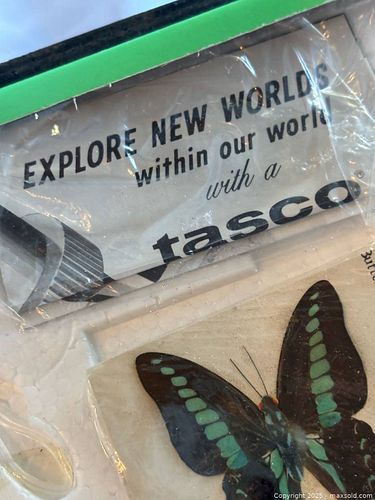 EXPLORE NEW WORLDS
within our world
with a
tasco®
Copyright 2025 - maxsold.com